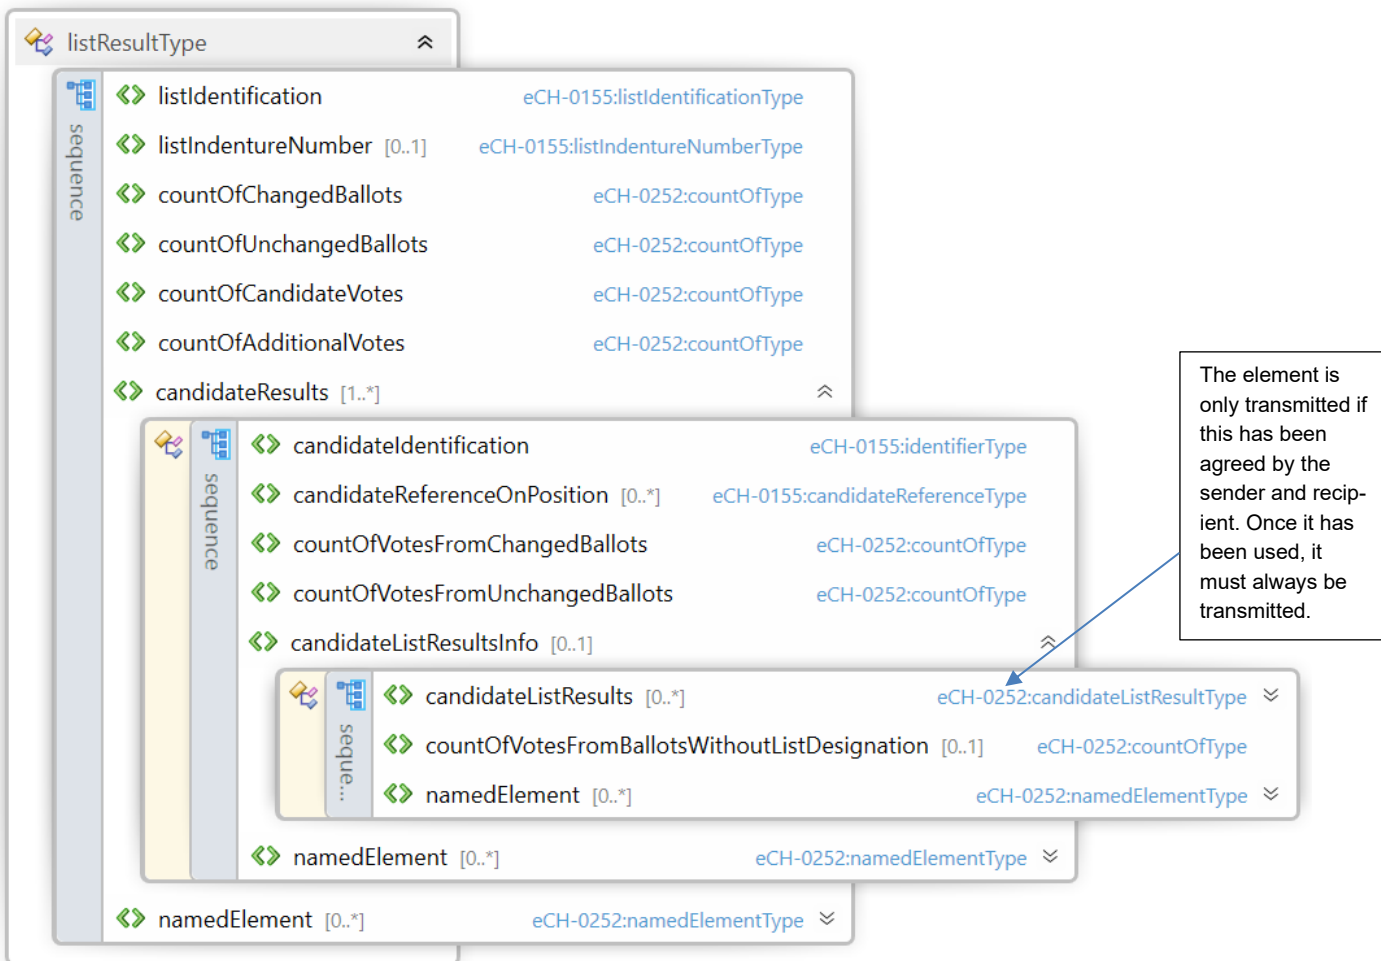 listResultType
sequence
listIdentification eCH-0155:listIdentificationType
listIndentureNumber [0..1] eCH-0155:listIndentureNumberType
countOfChangedBallots eCH-0252:countOfType
countOfUnchangedBallots eCH-0252:countOfType
countOfCandidateVotes eCH-0252:countOfType
countOfAdditionalVotes eCH-0252:countOfType
candidateResults [1..*]
sequence
candidateIdentification eCH-0155:identifierType
candidateReferenceOnPosition [0..*] eCH-0155:candidateReferenceType
countOfVotesFromChangedBallots eCH-0252:countOfType
countOfVotesFromUnchangedBallots eCH-0252:countOfType
candidateListResultsInfo [0..1]
seque...
candidateListResults [0..*] eCH-0252:candidateListResultType
countOfVotesFromBallotsWithoutListDesignation [0..1] eCH-0252:countOfType
namedElement [0..*] eCH-0252:namedElementType
namedElement [0..*] eCH-0252:namedElementType
namedElement [0..*] eCH-0252:namedElementType
The element is
only transmitted if
this has been
agreed by the
sender and recip-
ient. Once it has
been used, it
must always be
transmitted.